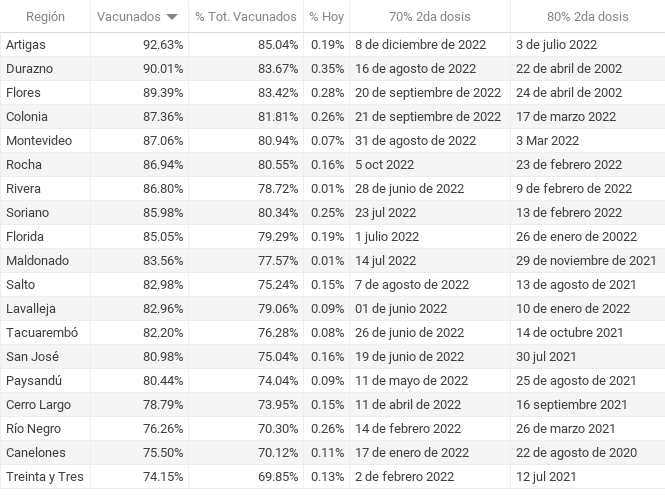 Región Vacunados % Tot. Vacunados % Hoy 70% 2da dosis 80% 2da dosis
Artigas 92.63% 85.04% 0.19% 8 de diciembre de 2022 3 de julio 2022
Durazno 90.01% 83.67% 0.35% 16 de agosto de 2022 22 de abril de 2002
Flores 89.39% 83.42% 0.28% 20 de septiembre de 2022 24 de abril de 2002
Colonia 87.36% 81.81% 0.26% 21 de septiembre de 2022 17 de marzo 2022
Montevideo 87.06% 80.94% 0.07% 31 de agosto de 2022 3 Mar 2022
Rocha 86.94% 80.55% 0.16% 5 oct 2022 23 de febrero 2022
Rivera 86.80% 78.72% 0.01% 28 de junio de 2022 9 de febrero de 2022
Soriano 85.98% 80.34% 0.25% 23 jul 2022 13 de febrero 2022
Florida 85.05% 79.29% 0.19% 1 julio 2022 26 de enero de 20022
Maldonado 83.56% 77.57% 0.01% 14 jul 2022 29 de noviembre de 2021
Salto 82.98% 75.24% 0.15% 7 de agosto de 2022 13 de agosto de 2021
Lavalleja 82.96% 79.06% 0.09% 01 de junio 2022 10 de enero de 2022
Tacuarembó 82.20% 76.28% 0.08% 26 de junio de 2022 14 de octubre 2021
San José 80.98% 75.04% 0.16% 19 de junio de 2022 30 jul 2021
Paysandú 80.44% 74.04% 0.09% 11 de mayo de 2022 25 de agosto de 2021
Cerro Largo 78.79% 73.95% 0.15% 11 de abril de 2022 16 septiembre 2021
Río Negro 76.26% 70.30% 0.26% 14 de febrero 2022 26 de marzo 2021
Canelones 75.50% 70.12% 0.11% 17 de enero de 2022 22 de agosto de 2020
Treinta y Tres 74.15% 69.85% 0.13% 2 de febrero 2022 12 jul 2021